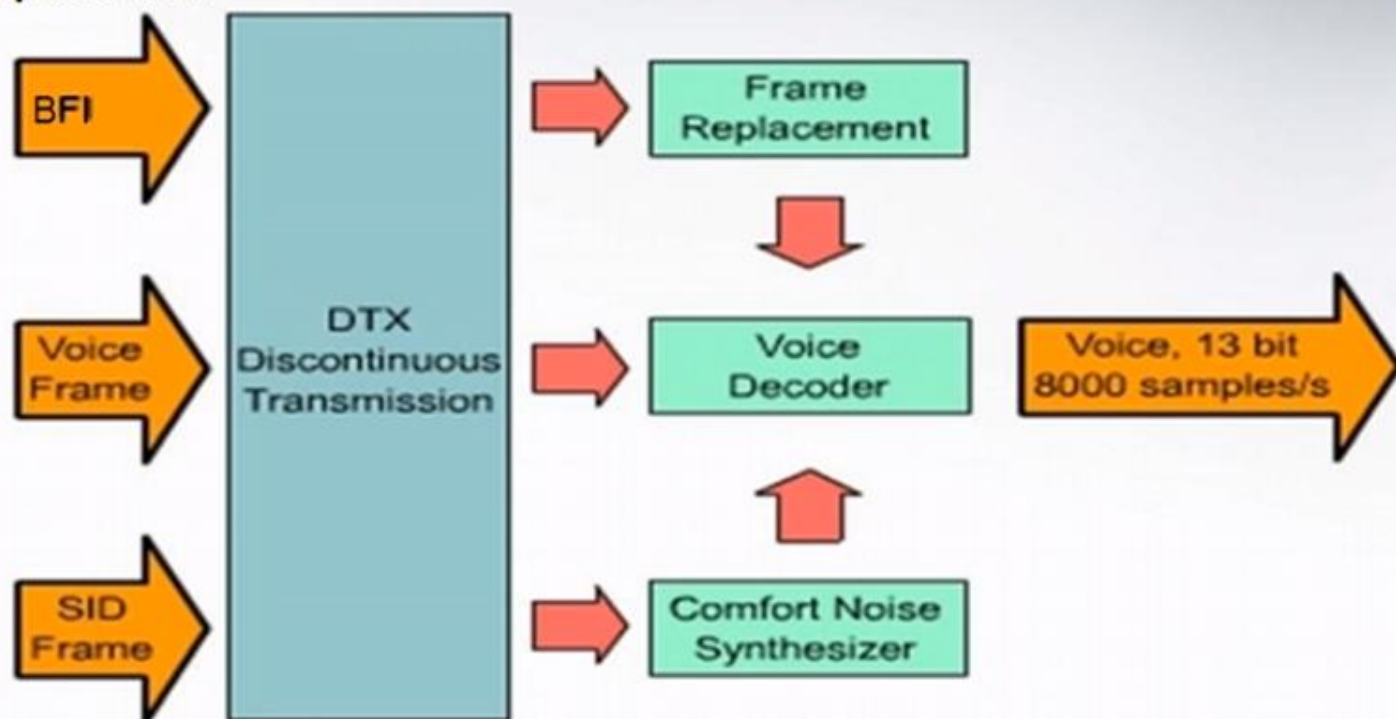 BFI
Frame
Replacement
Voice
Frame
DTX
Discontinuous
Transmission
Voice
Decoder
Voice, 13 bit
8000 samples/s
SID
Frame
Comfort Noise
Synthesizer